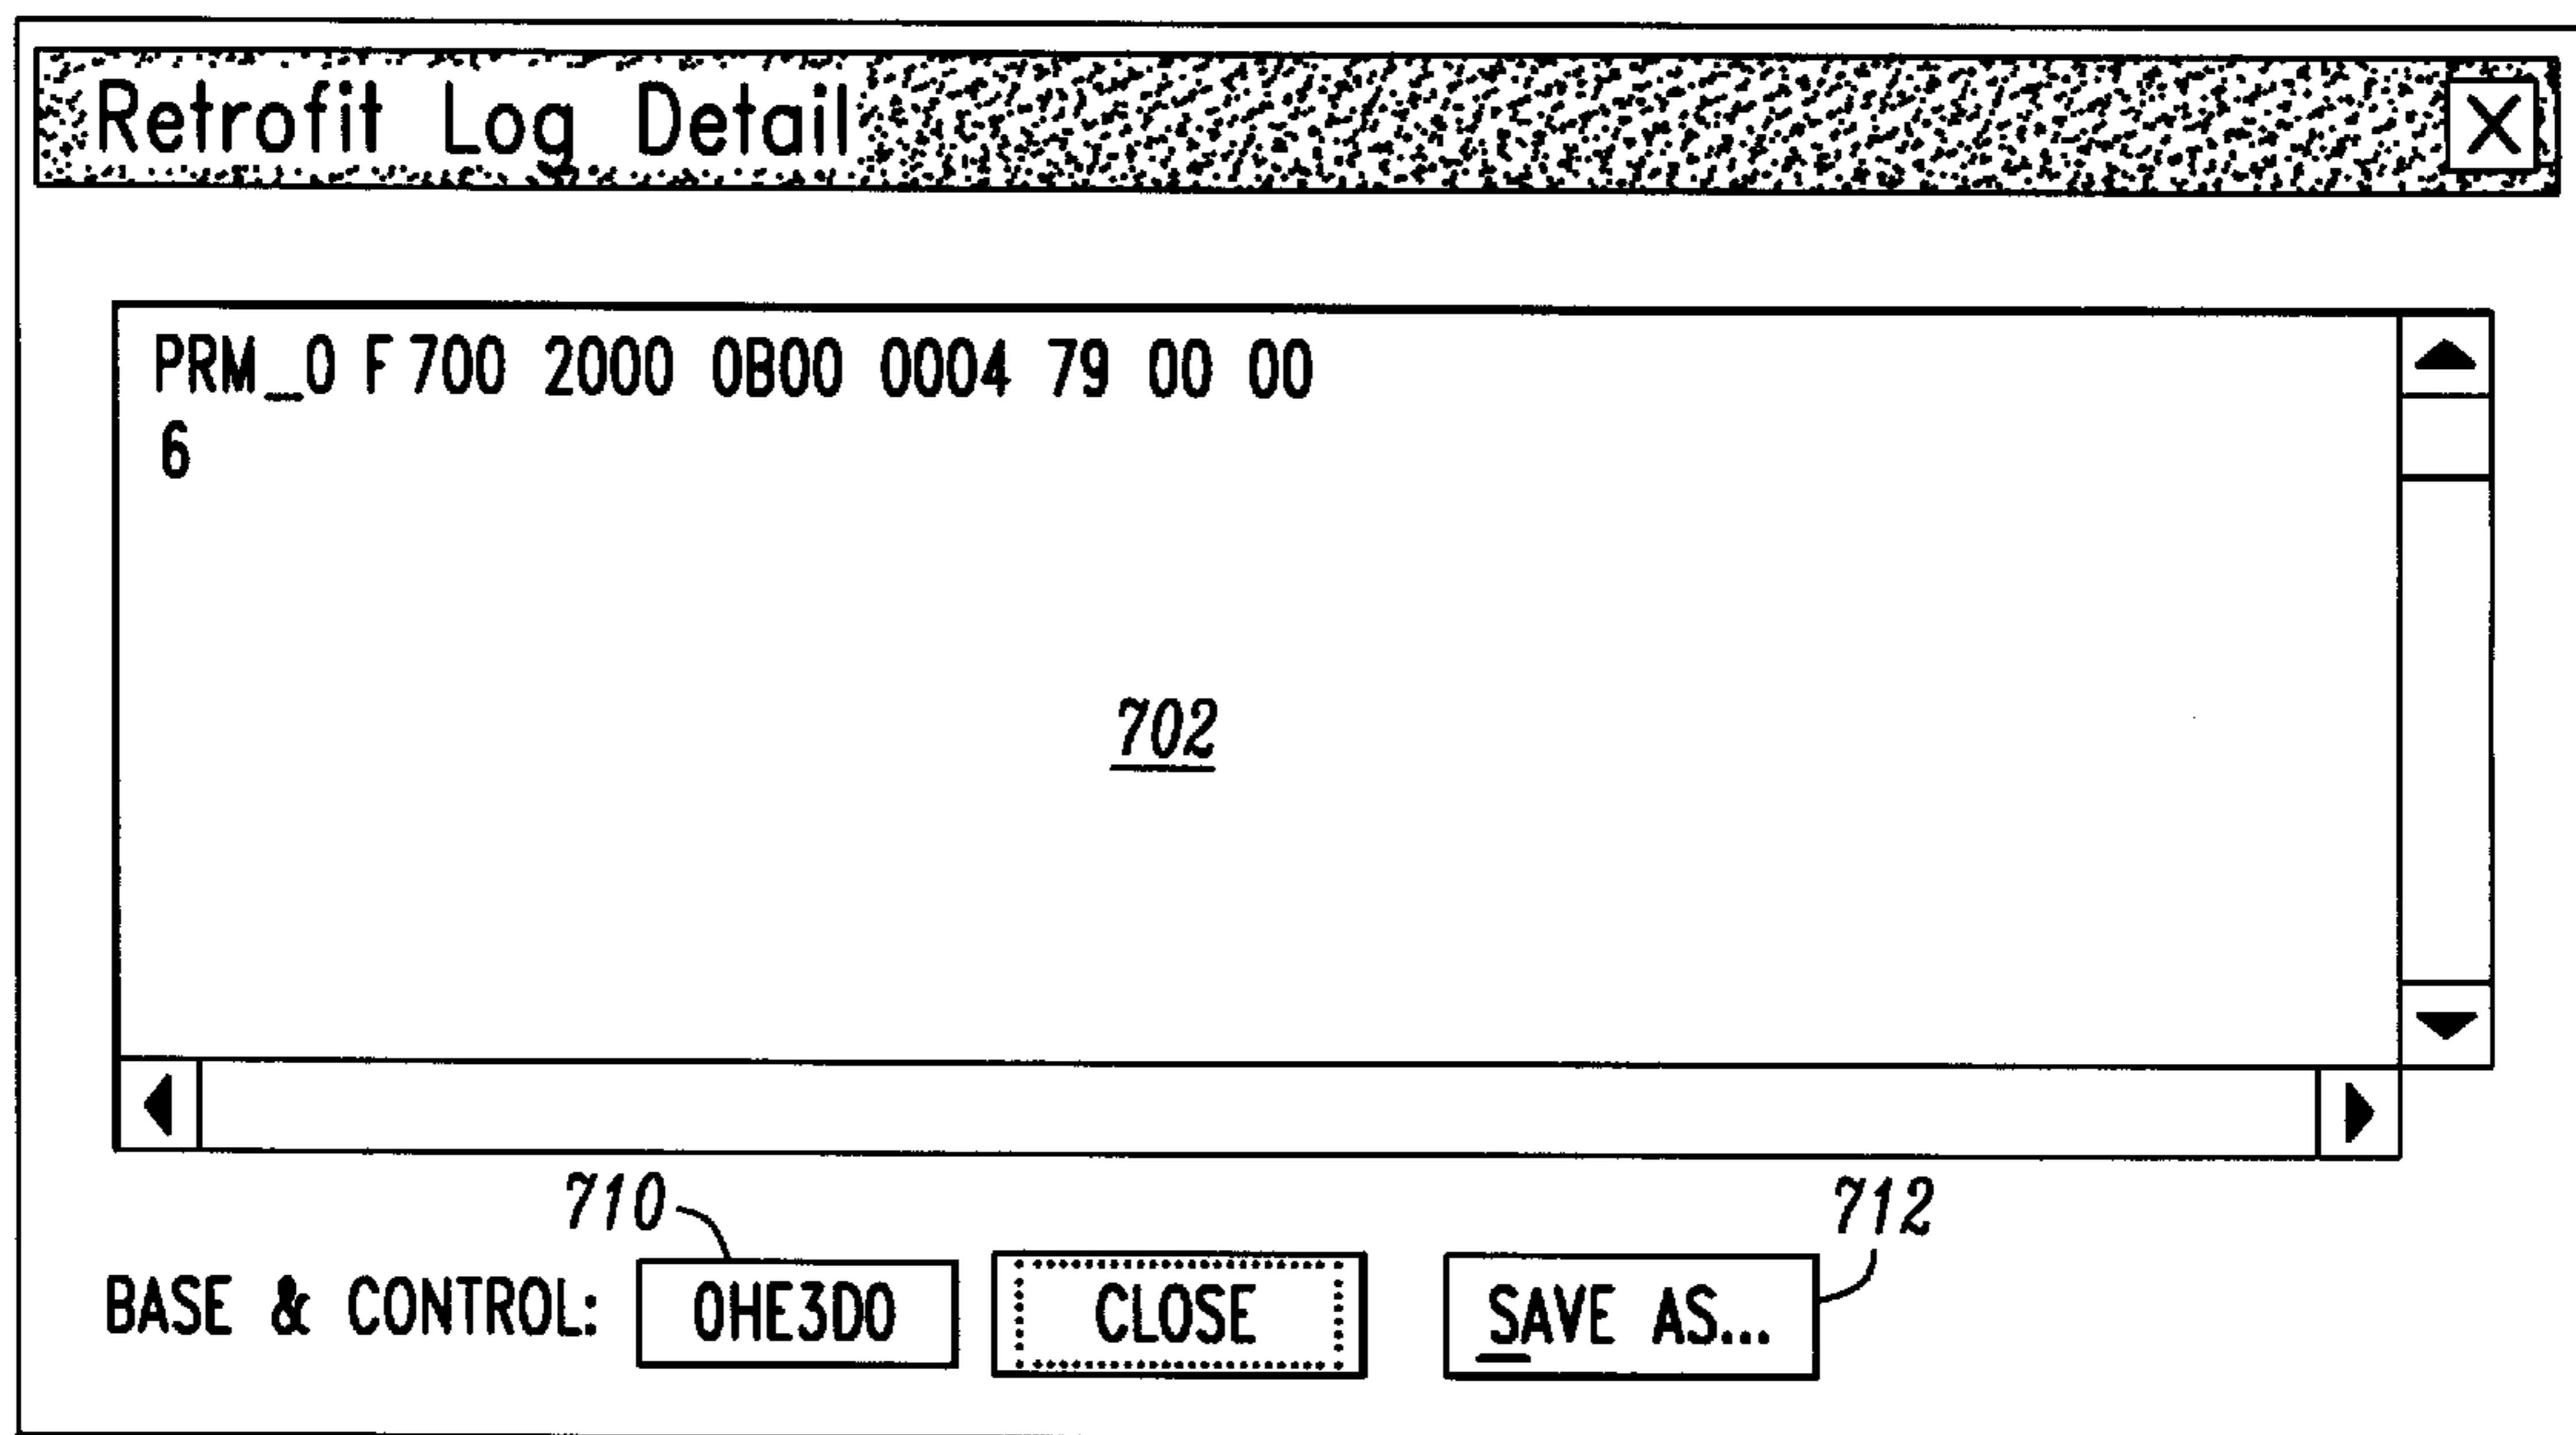 Retrofit Log Detail X
PRM_0 F700 2000 0B00 0004 79 00 00
6
702
710 712
BASE & CONTROL: 0HE3D0 CLOSE SAVE AS...